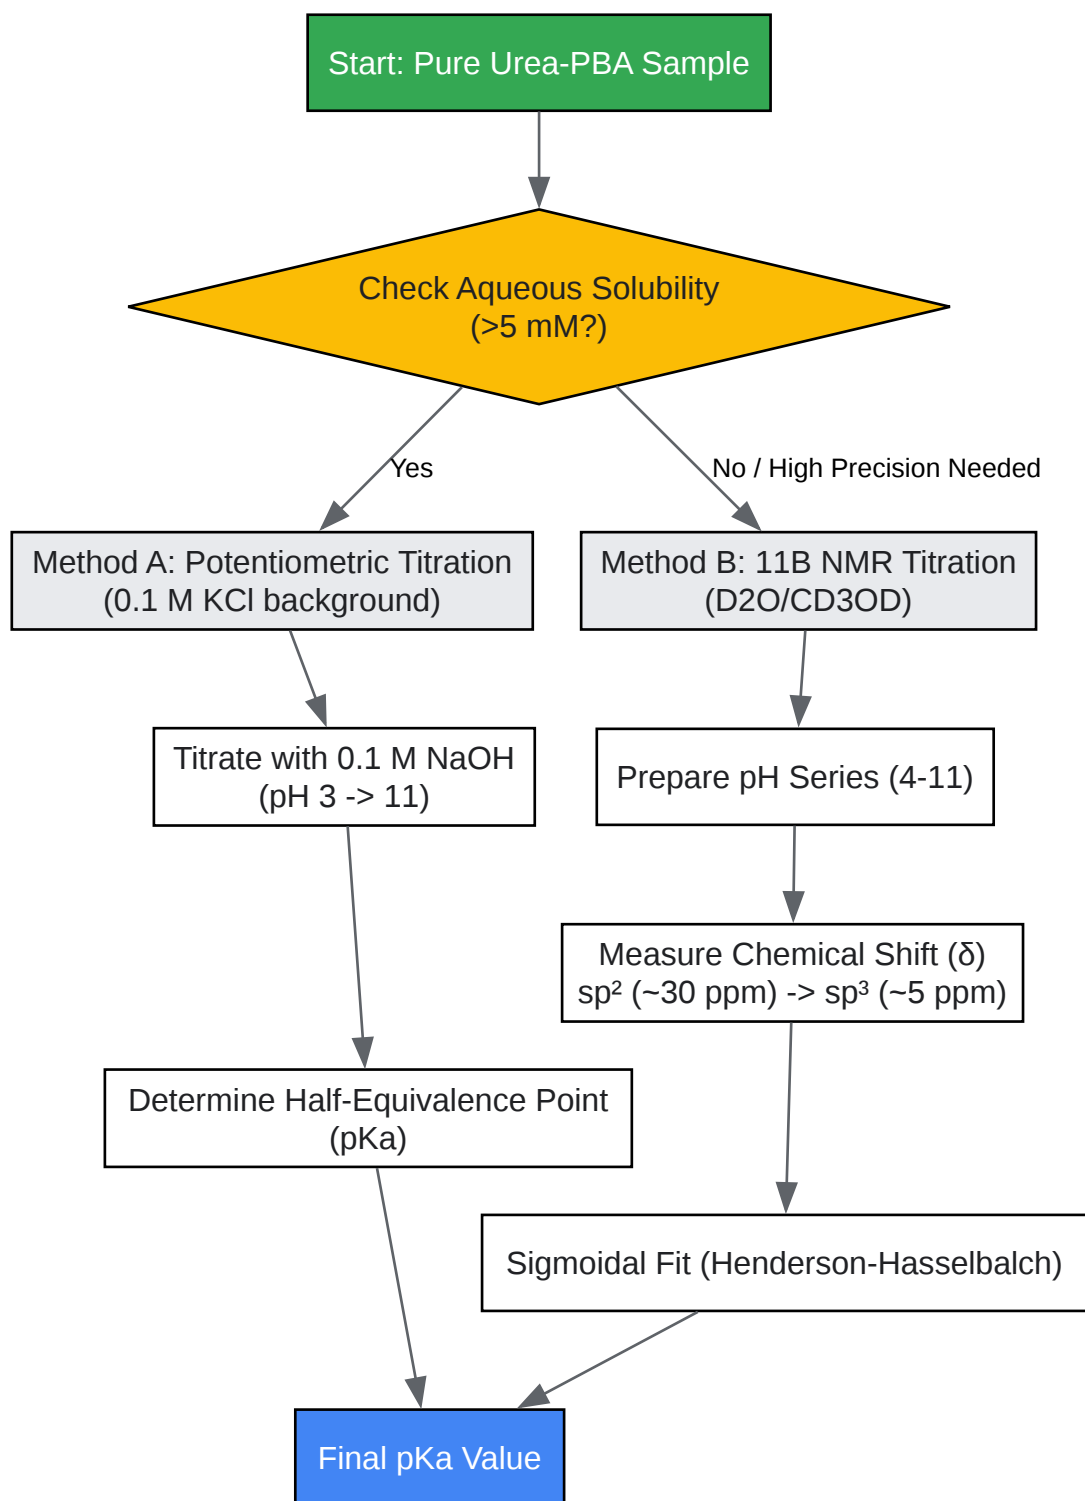 Start: Pure Urea-PBA Sample
Check Aqueous Solubility
(>5 mM?)
Yes
No / High Precision Needed
Method A: Potentiometric Titration
(0.1 M KCl background)
Method B: 11B NMR Titration
(D2O/CD3OD)
Titrate with 0.1 M NaOH
(pH 3 -> 11)
Prepare pH Series (4-11)
Measure Chemical Shift (δ)
sp² (~30 ppm) -> sp³ (~5 ppm)
Determine Half-Equivalence Point
(pKa)
Sigmoidal Fit (Henderson-Hasselbalch)
Final pKa Value